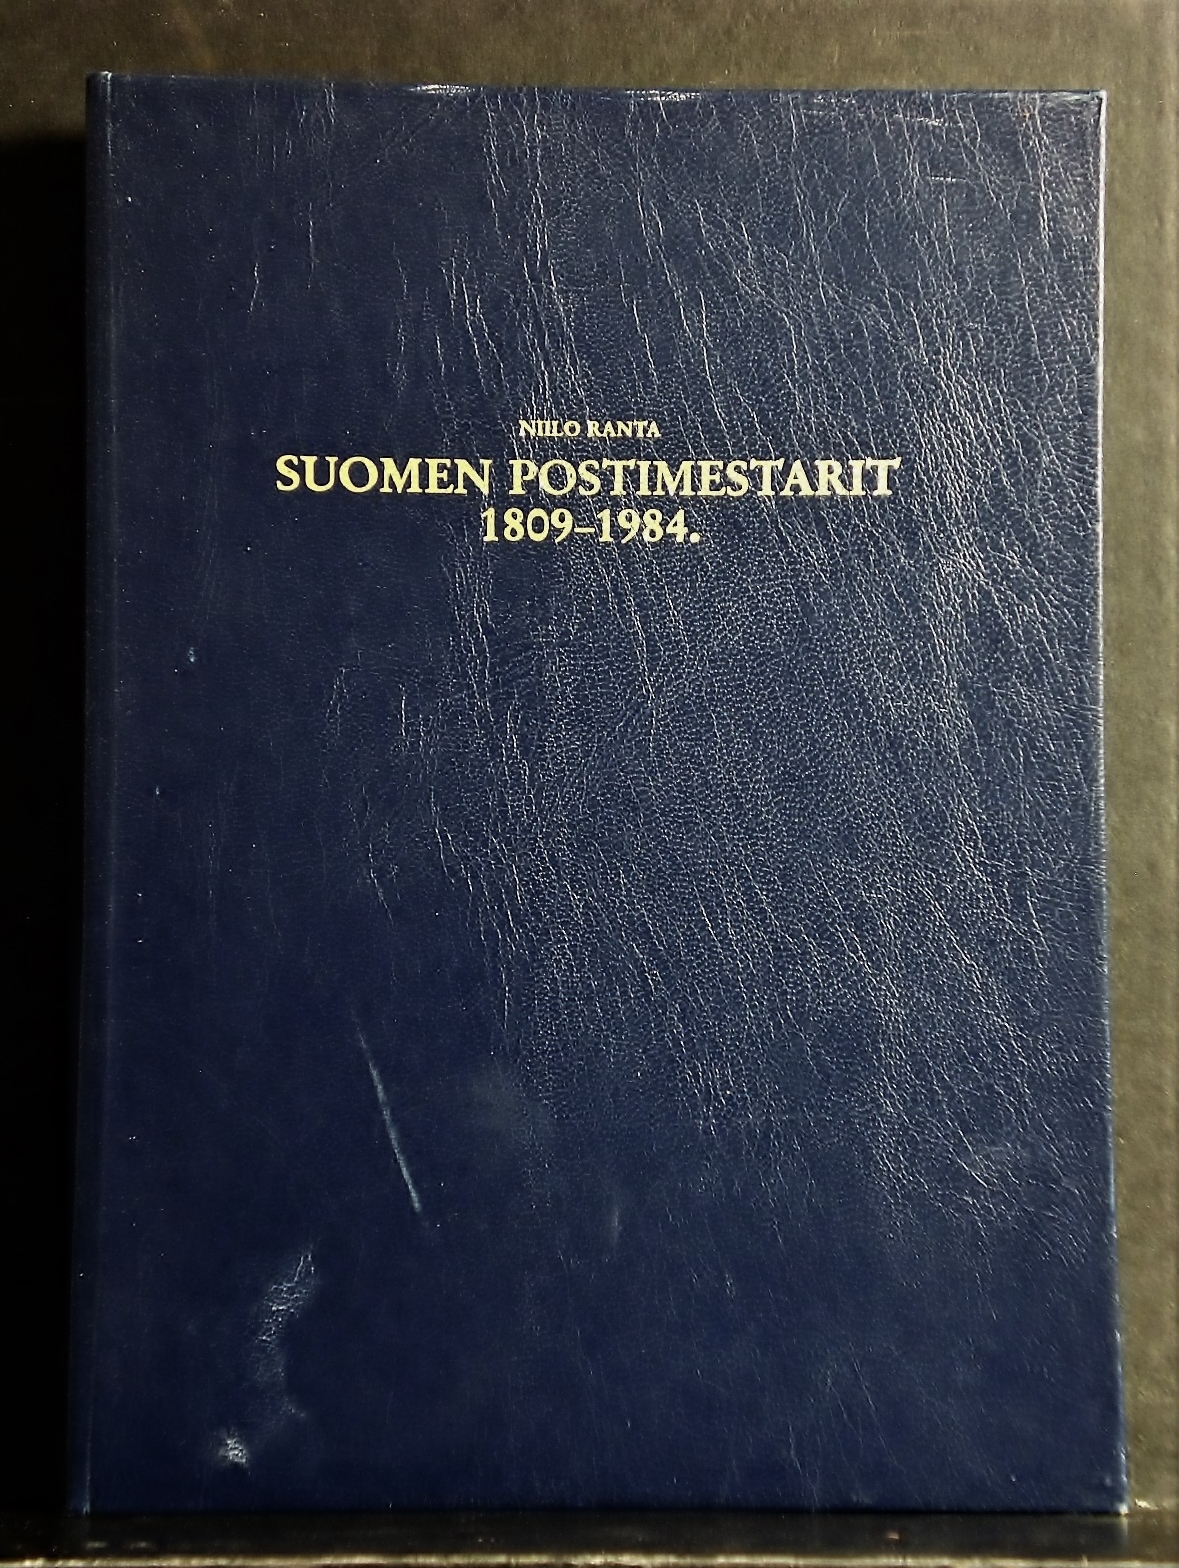 NIILO RANTA
SUOMEN POSTIMESTARIT
1809–1984.